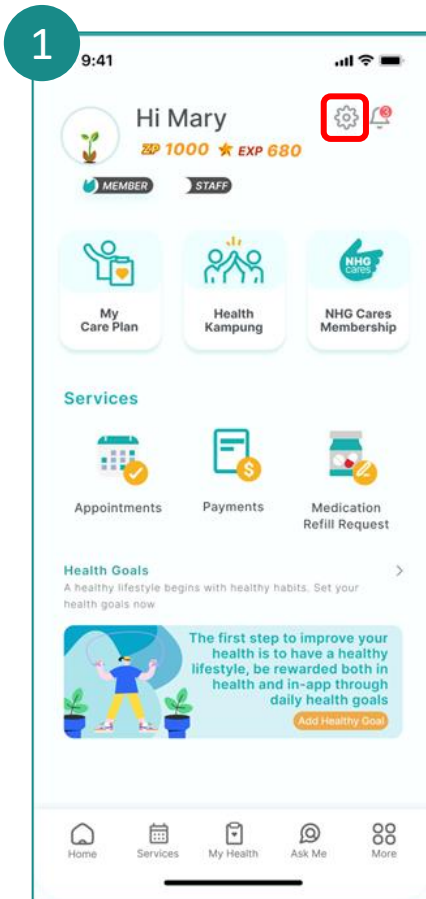 1
9:41
Hi Mary
3
ZP 1000 EXP 680
MEMBER STAFF
NHG
cares
My
Care Plan
Health
Kampung
NHG Cares
Membership
Services
$
Appointments
Payments
Medication
Refill Request
Health Goals
A healthy lifestyle begins with healthy habits. Set your
health goals now
The first step to improve your
health is to have a healthy
lifestyle, be rewarded both in
health and in-app through
daily health goals
Add Healthy Goal
Home
Services
My Health
Ask Me
More